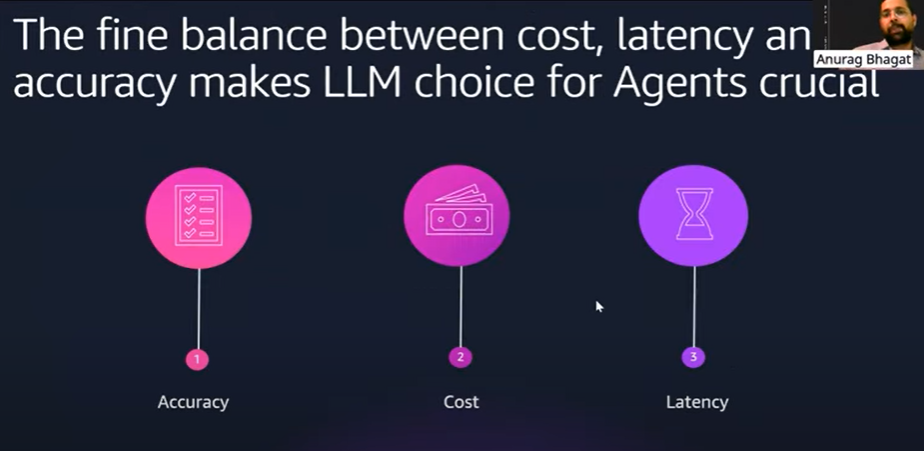 The fine balance between cost, latency an
Anurag Bhagat
accuracy makes LLM choice for Agents crucial
1
2
3
Accuracy
Cost
Latency